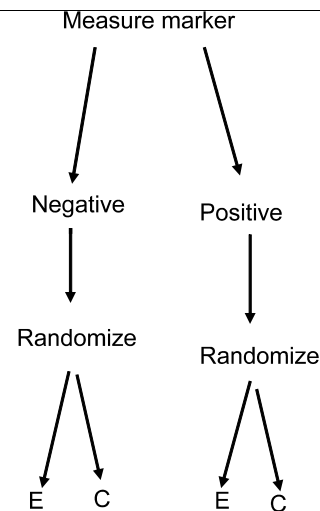 Measure marker
Negative
Positive
Randomize
Randomize
E
C
E
C